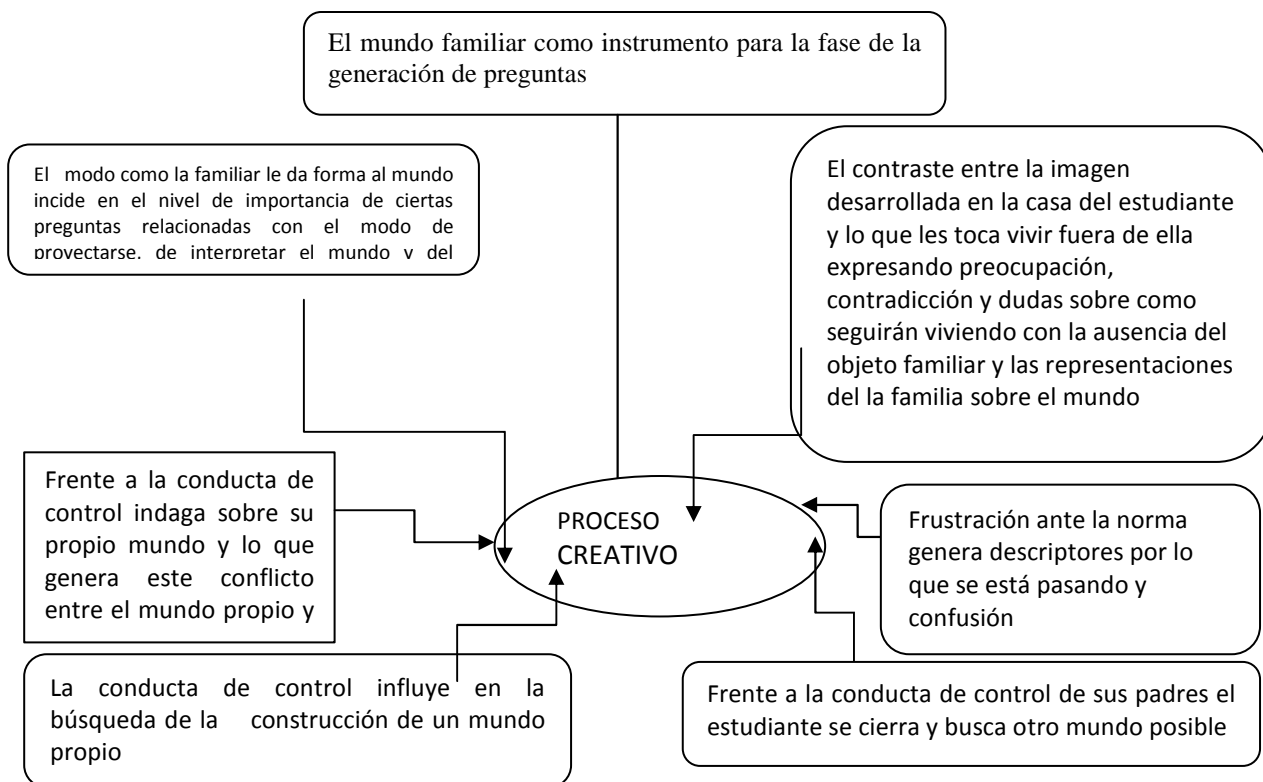 El mundo familiar como instrumento para la fase de la
generación de preguntas
El modo como la familiar le da forma al mundo
incide en el nivel de importancia de ciertas
preguntas relacionadas con el modo de
proyectarse, de interpretar el mundo y del
El contraste entre la imagen
desarrollada en la casa del estudiante
y lo que les toca vivir fuera de ella
expresando preocupación,
contradicción y dudas sobre como
seguirán viviendo con la ausencia del
objeto familiar y las representaciones
del la familia sobre el mundo
Frente a la conducta de
control indaga sobre su
propio mundo y lo que
genera este conflicto
entre el mundo propio y
PROCESO
CREATIVO
Frustración ante la norma
genera descriptores por lo
que se está pasando y
confusión
La conducta de control influye en la
búsqueda de la construcción de un mundo
propio
Frente a la conducta de control de sus padres el
estudiante se cierra y busca otro mundo posible